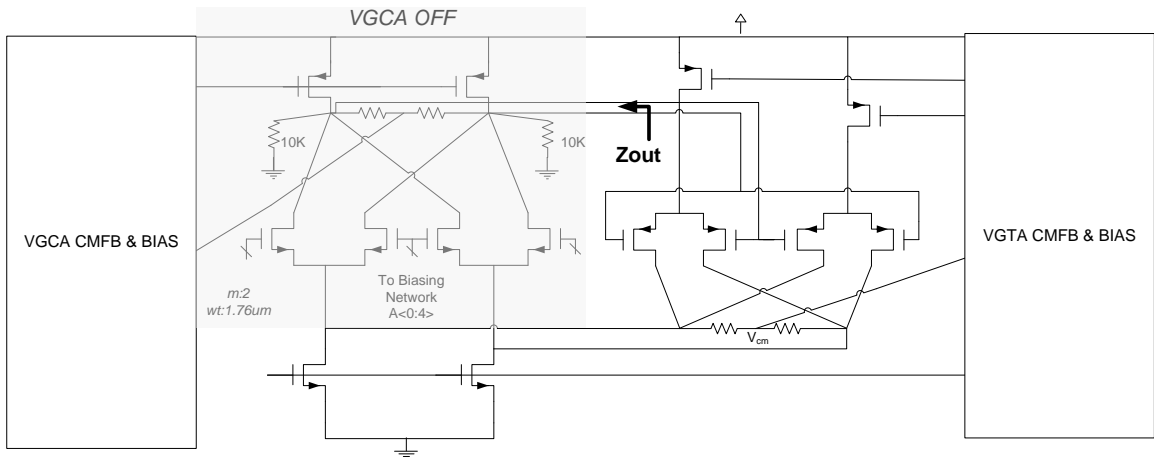 VGCA OFF
10K
10K
Zout
VGCA CMFB & BIAS
VGTA CMFB & BIAS
To Biasing
Network
A<0:4>
m:2
wt:1.76um
Vcm